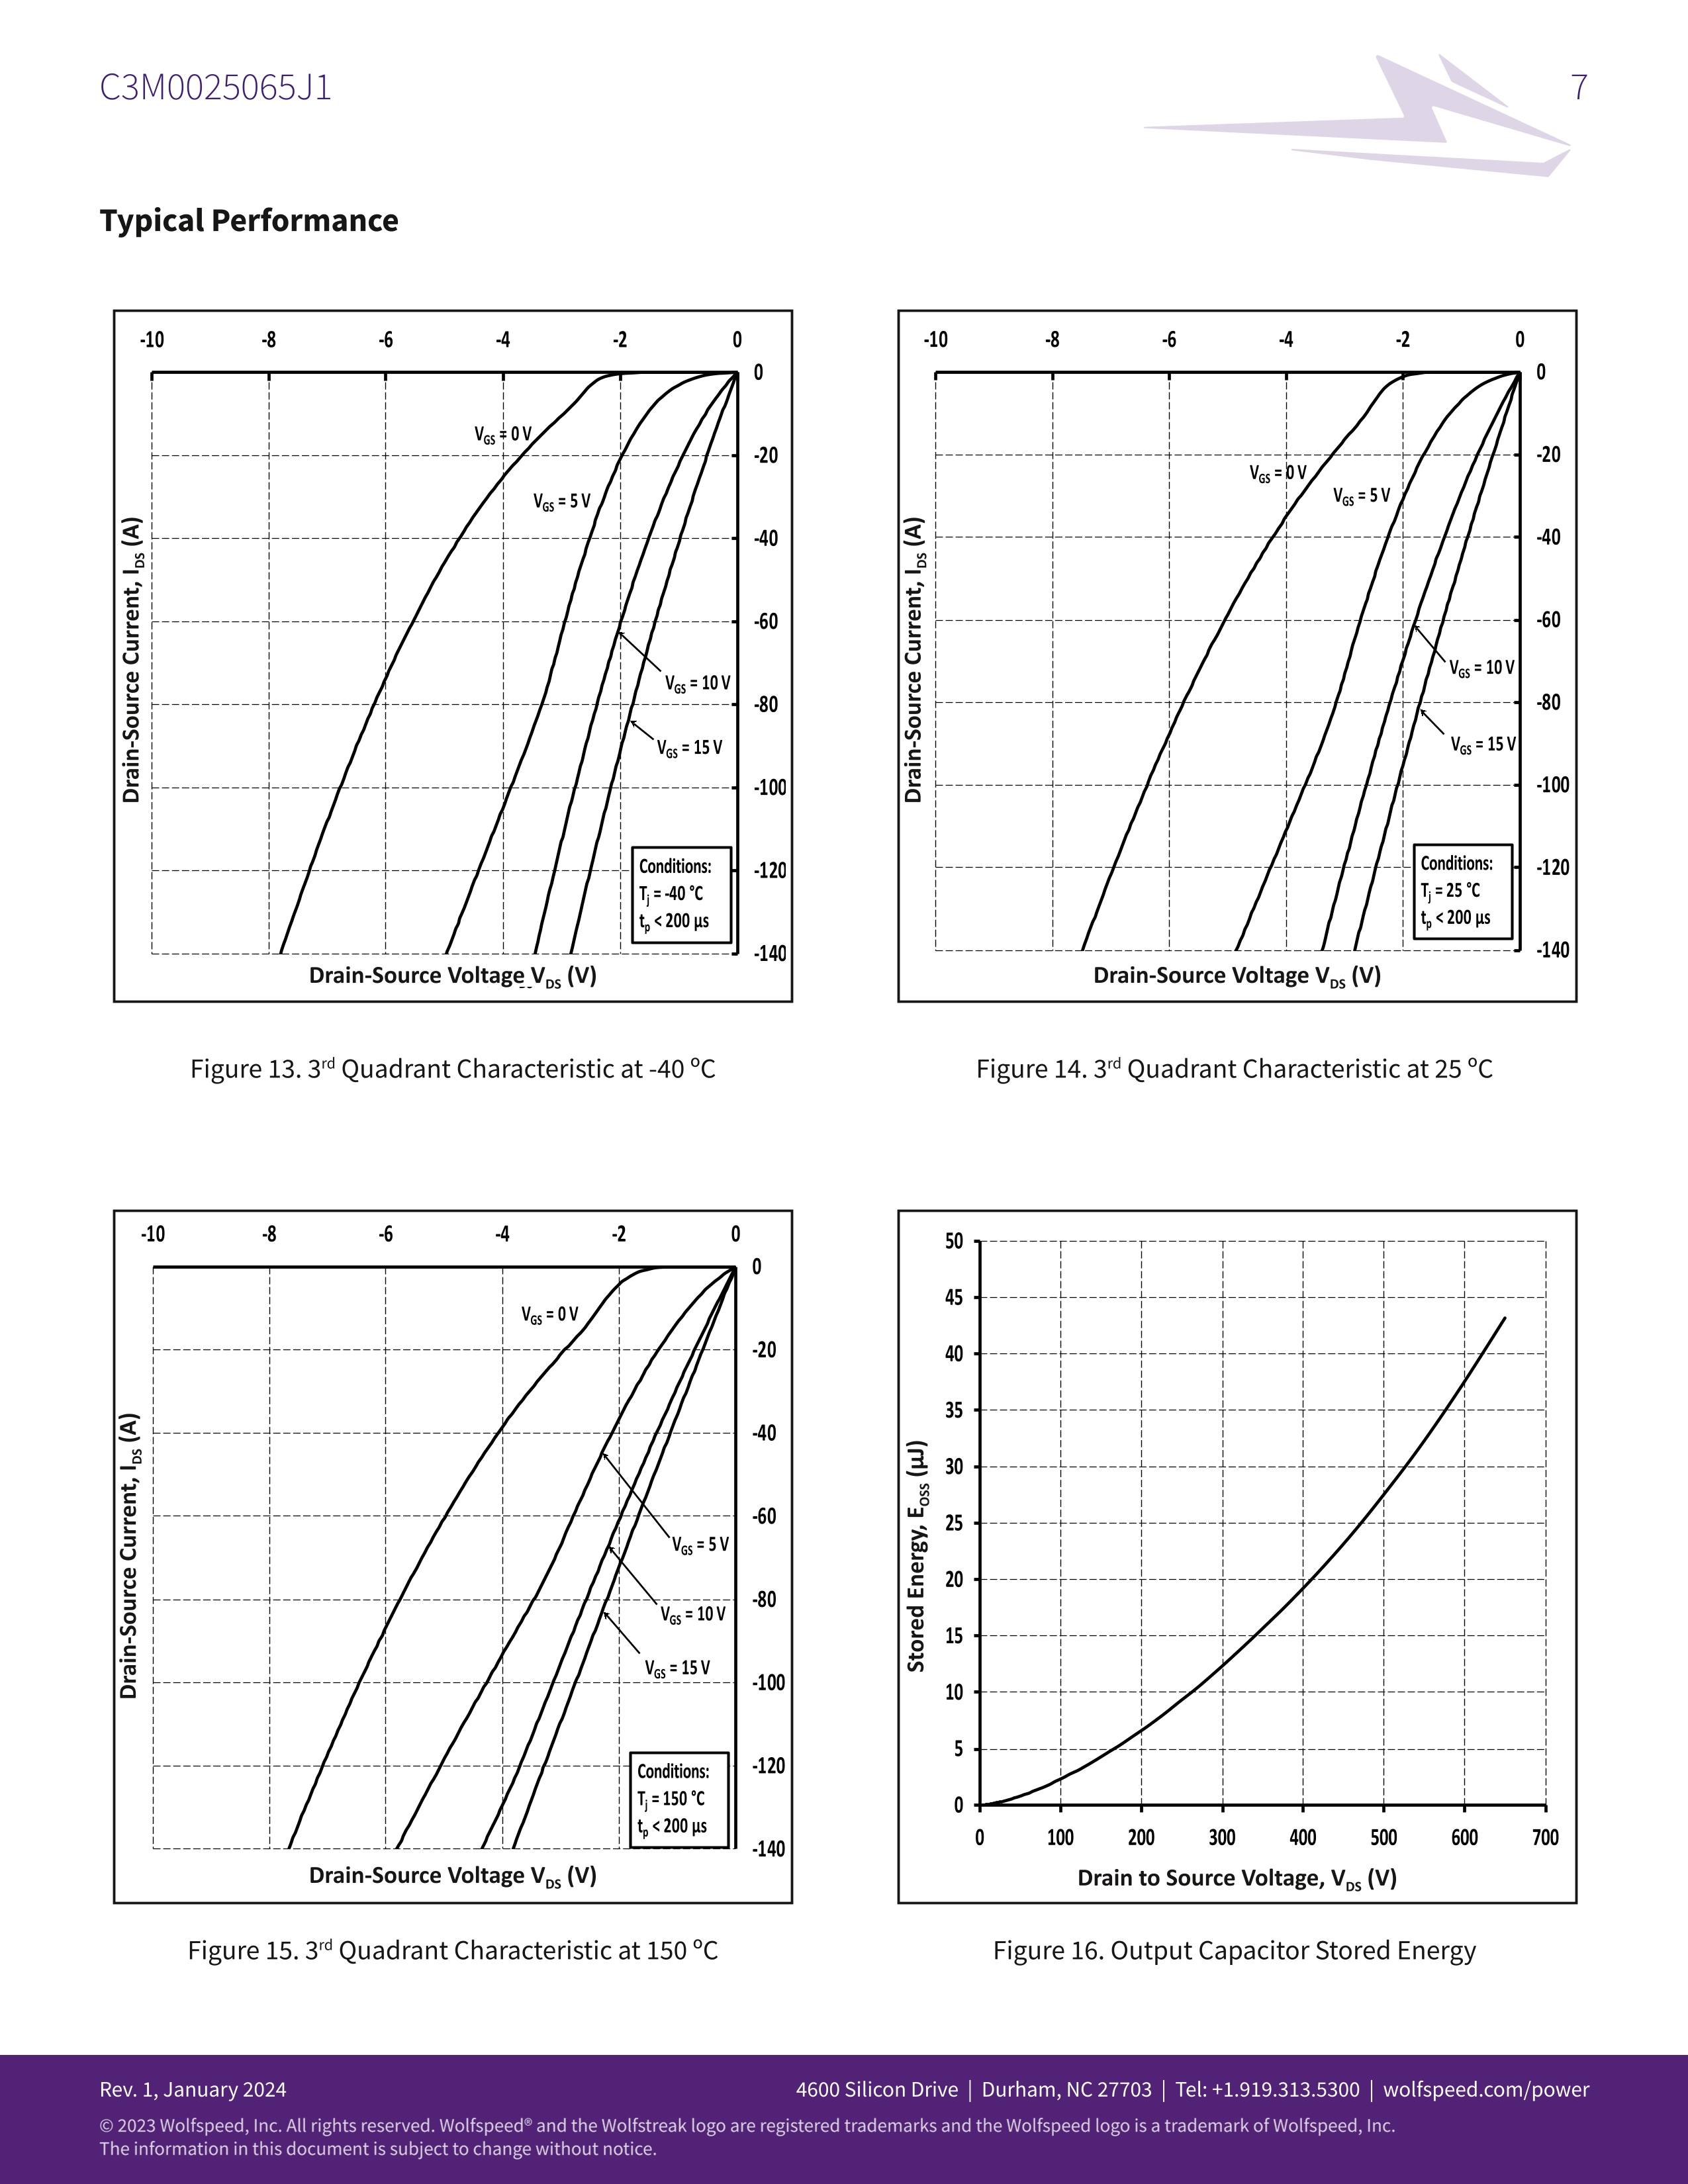 C3M0025065J1
7
Typical Performance
-10 -8 -6 -4 -2 0
0
-20
-40
-60
-80
-100
-120
-140
VGS = 0 V
VGS = 5 V
VGS = 10 V
VGS = 15 V
Conditions:
Tj = -40 °C
tp < 200 µs
Drain-Source Current, IDS (A)
Drain-Source Voltage VDS (V)
Figure 13. 3rd Quadrant Characteristic at -40 ºC
-10 -8 -6 -4 -2 0
0
-20
-40
-60
-80
-100
-120
-140
VGS = 0 V
VGS = 5 V
VGS = 10 V
VGS = 15 V
Conditions:
Tj = 25 °C
tp < 200 µs
Drain-Source Current, IDS (A)
Drain-Source Voltage VDS (V)
Figure 14. 3rd Quadrant Characteristic at 25 ºC
-10 -8 -6 -4 -2 0
0
-20
-40
-60
-80
-100
-120
-140
VGS = 0 V
VGS = 5 V
VGS = 10 V
VGS = 15 V
Conditions:
Tj = 150 °C
tp < 200 µs
Drain-Source Current, IDS (A)
Drain-Source Voltage VDS (V)
Figure 15. 3rd Quadrant Characteristic at 150 ºC
50
45
40
35
30
25
20
15
10
5
0
0 100 200 300 400 500 600 700
Stored Energy, EOSS (µJ)
Drain to Source Voltage, VDS (V)
Figure 16. Output Capacitor Stored Energy
Rev. 1, January 2024
4600 Silicon Drive | Durham, NC 27703 | Tel: +1.919.313.5300 | wolfspeed.com/power
© 2023 Wolfspeed, Inc. All rights reserved. Wolfspeed® and the Wolfstreak logo are registered trademarks and the Wolfspeed logo is a trademark of Wolfspeed, Inc.
The information in this document is subject to change without notice.